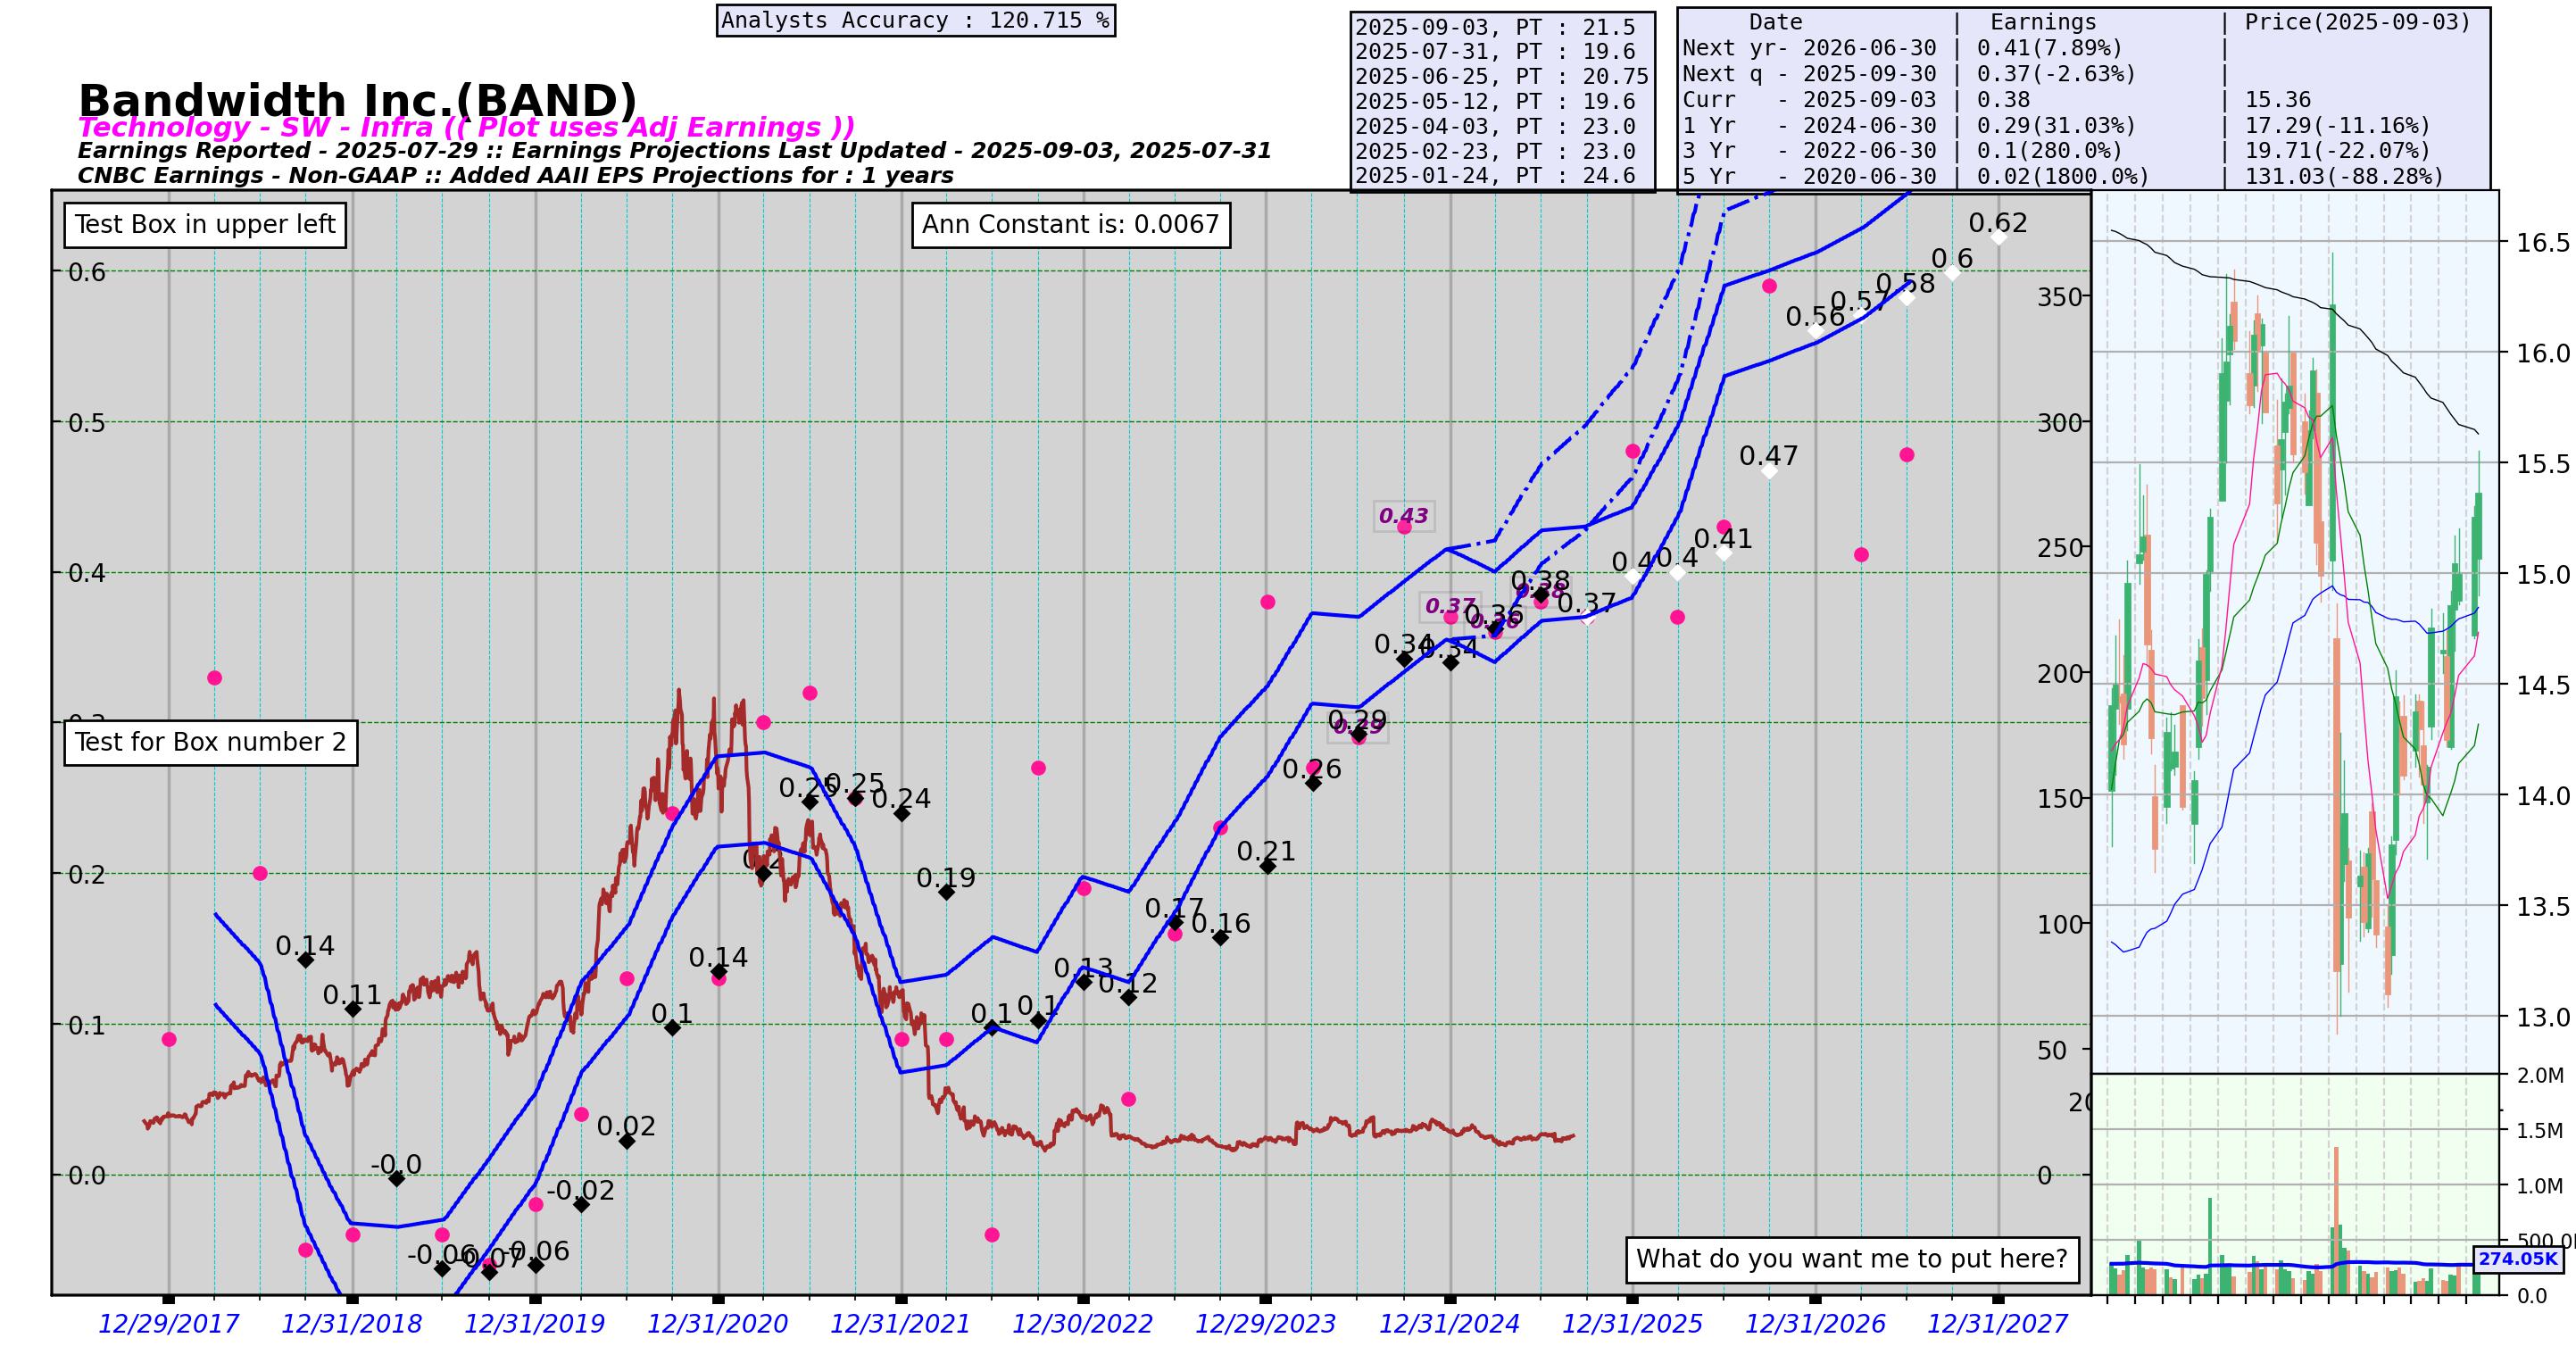 Analysts Accuracy : 120.715 %
2025-09-03, PT : 21.5
2025-07-31, PT : 19.6
2025-06-25, PT : 20.75
2025-05-12, PT : 19.6
2025-04-03, PT : 23.0
2025-02-23, PT : 23.0
2025-01-24, PT : 24.6
Date | Earnings | Price(2025-09-03)
Next yr- 2026-06-30 | 0.41(7.89%) |
Next q - 2025-09-30 | 0.37(-2.63%) |
Curr - 2025-09-03 | 0.38 | 15.36
1 Yr - 2024-06-30 | 0.29(31.03%) | 17.29(-11.16%)
3 Yr - 2022-06-30 | 0.1(280.0%) | 19.71(-22.07%)
5 Yr - 2020-06-30 | 0.02(1800.0%) | 131.03(-88.28%)
Bandwidth Inc.(BAND)
Technology - SW - Infra (( Plot uses Adj Earnings ))
Earnings Reported - 2025-07-29 :: Earnings Projections Last Updated - 2025-09-03, 2025-07-31
CNBC Earnings - Non-GAAP :: Added AAII EPS Projections for : 1 years
Test Box in upper left
Ann Constant is: 0.0067
Test for Box number 2
What do you want me to put here?
0.6
0.5
0.4
0.2
0.1
0.0
0.14
0.11
-0.0
-0.06
-0.07
-0.06
-0.02
0.02
0.1
0.14
0.2
0.25
0.25
0.24
0.19
0.1
0.1
0.13
0.12
0.17
0.16
0.21
0.26
0.29
0.29
0.34
0.43
0.34
0.37
0.36
0.36
0.38
0.38
0.37
0.4
0.4
0.41
0.47
0.56
0.57
0.58
0.6
0.62
350
300
250
200
150
100
50
20
0
16.5
16.0
15.5
15.0
14.5
14.0
13.5
13.0
2.0M
1.5M
1.0M
274.05K
0.0
12/29/2017
12/31/2018
12/31/2019
12/31/2020
12/31/2021
12/30/2022
12/29/2023
12/31/2024
12/31/2025
12/31/2026
12/31/2027